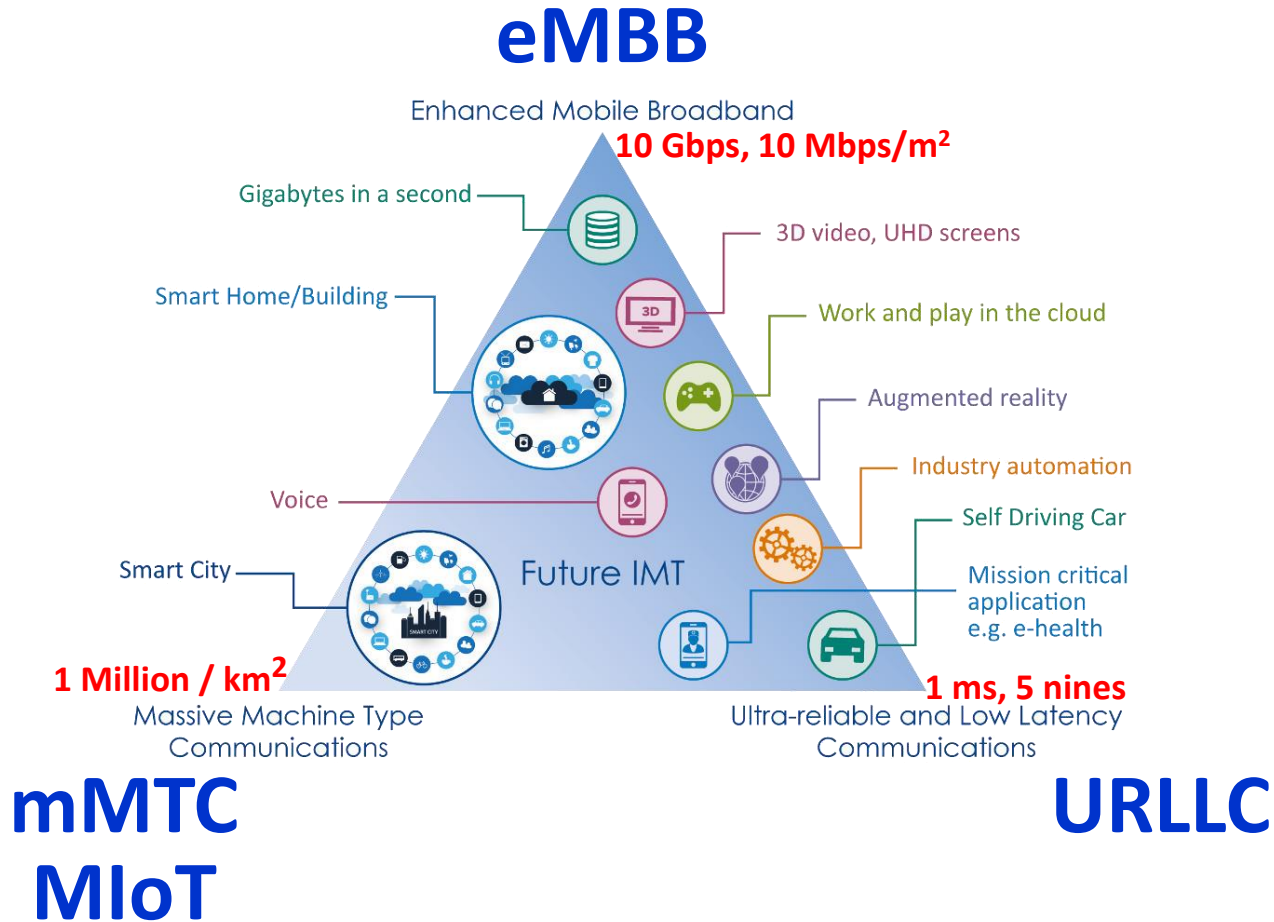 eMBB
Enhanced Mobile Broadband
10 Gbps, 10 Mbps/m²
Gigabytes in a second
3D video, UHD screens
Smart Home/Building
3D
Work and play in the cloud
Augmented reality
Industry automation
Voice
Self Driving Car
Smart City
Future IMT
Mission critical
application
e.g. e-health
SMART CITY
1 Million / km²
1 ms, 5 nines
Massive Machine Type
Communications
Ultra-reliable and Low Latency
Communications
mMTC
MIoT
URLLC